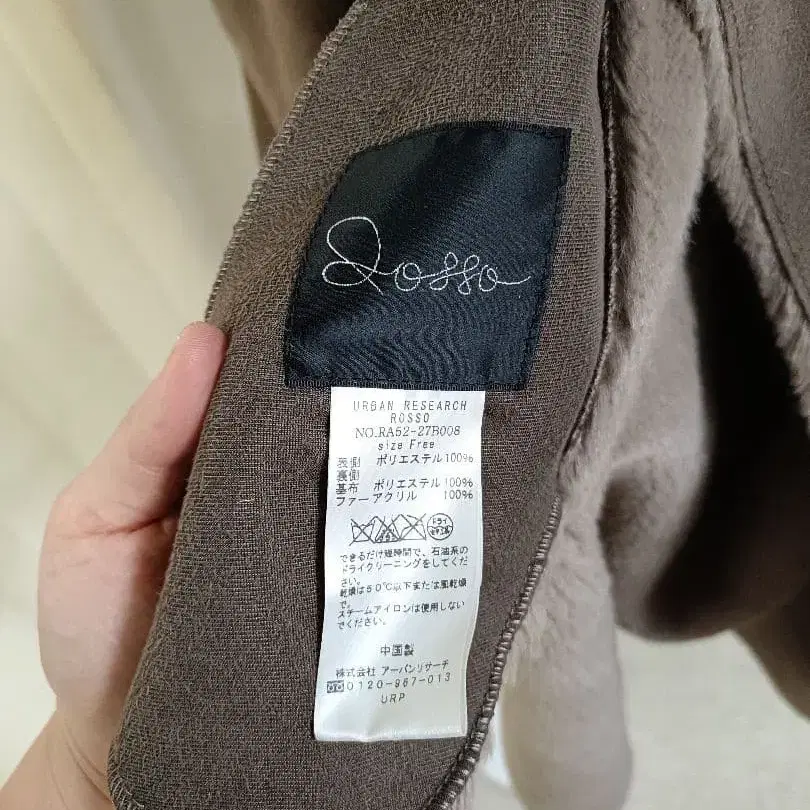 Rosso
URBAN RESEARCH
ROSSO
NO.RA52-27B008
size Free
表側 ポリエステル100%
裏側
基布 ポリエステル100%
ファーアクリル 100%
ドライ
できるだけ短時間で、石油系の
ドライクリーニングをしてくだ
さい。
乾燥は50℃以下または風乾燥
で。
スチームアイロンは使用しない
でください。
中国製
株式会社 アーバンリサーチ
0120-967-013
URP